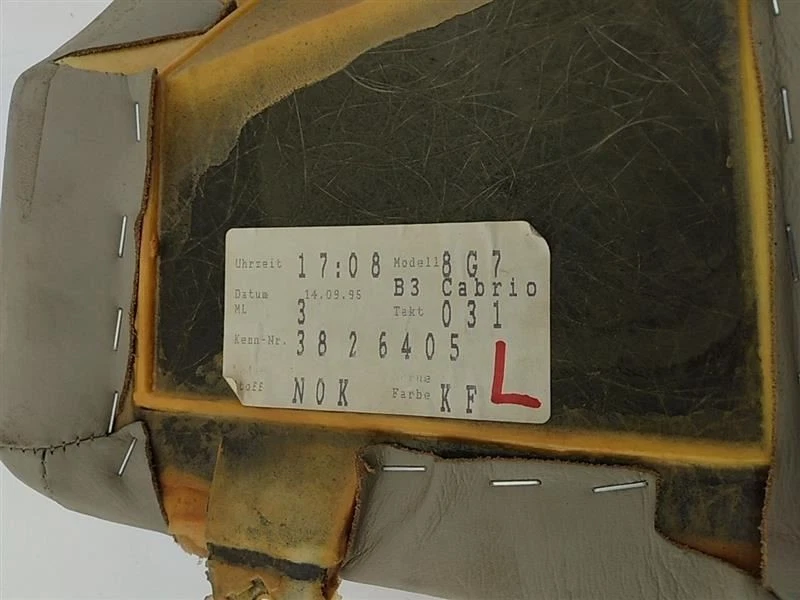 Uhrzeit 17:08 Modell 8G7
Datum 14.09.95 B3 Cabrio
ML 3 Takt 031
Kenn-Nr. 3826405
NOK Farbe KF L